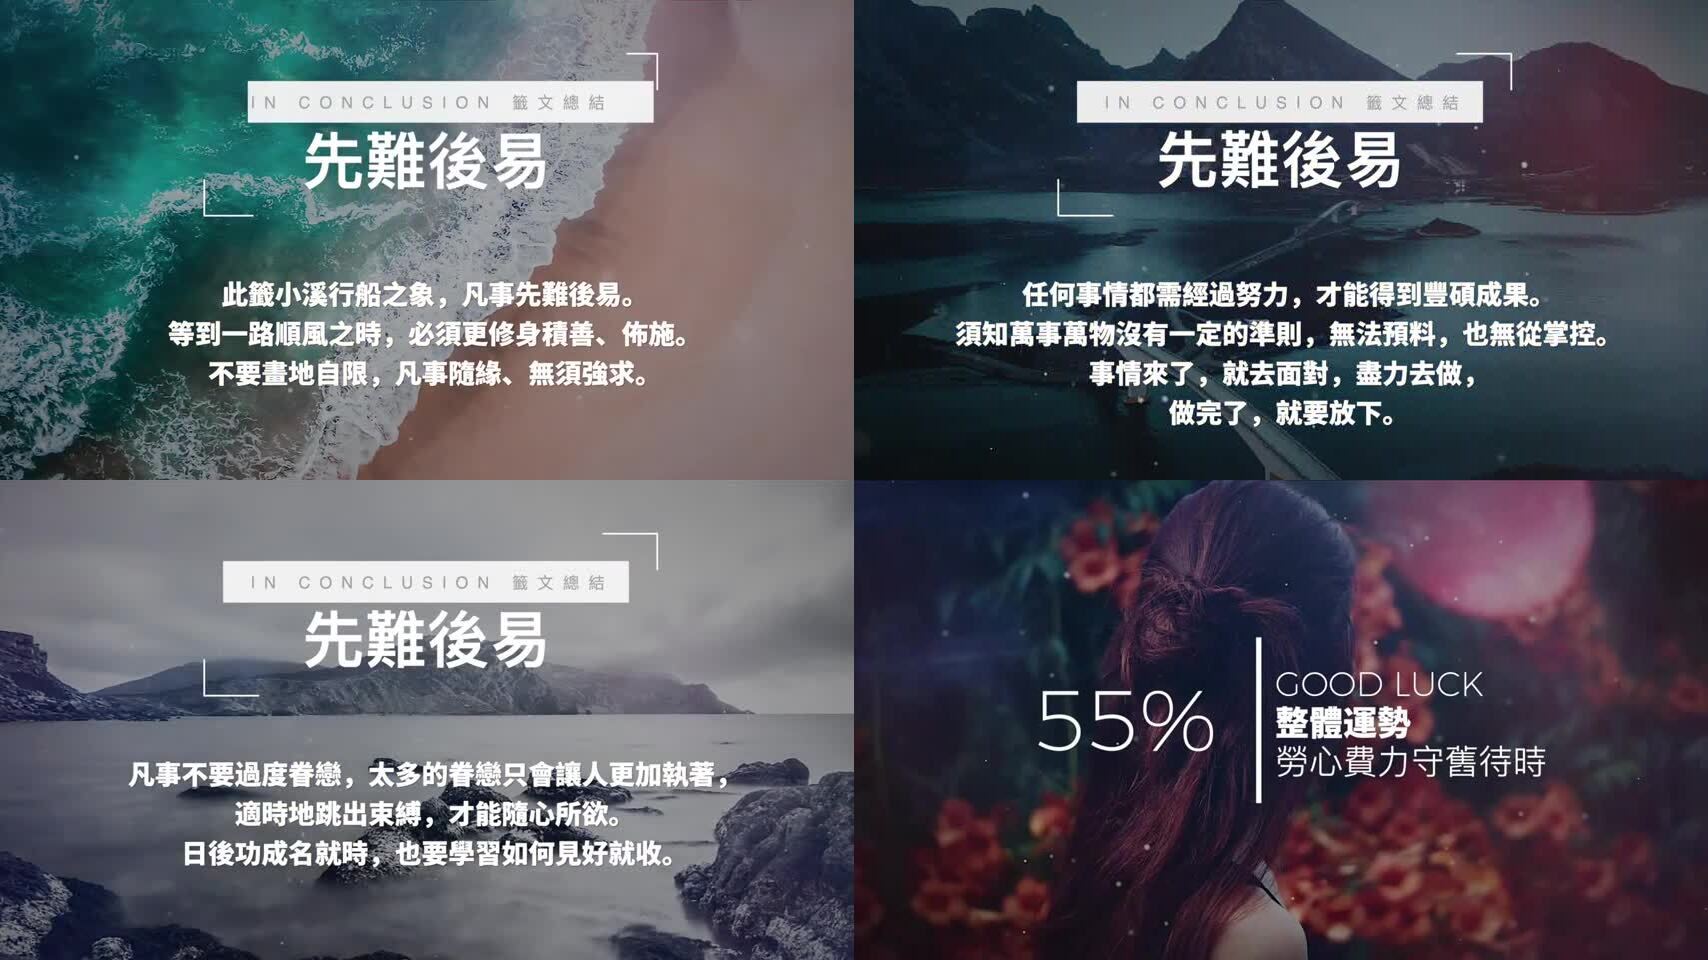 IN CONCLUSION 籤文總結
先難後易
此籤小溪行船之象，凡事先難後易。
等到一路順風之時，必須更修身積善、佈施。
不要畫地自限，凡事隨緣、無須強求。
IN CONCLUSION 籤文總結
先難後易
任何事情都需經過努力，才能得到豐碩成果。
須知萬事萬物沒有一定的準則，無法預料，也無從掌控。
事情來了，就去面對，盡力去做，
做完了，就要放下。
IN CONCLUSION 籤文總結
先難後易
凡事不要過度眷戀，太多的眷戀只會讓人更加執著，
適時地跳出束縛，才能隨心所欲。
日後功成名就時，也要學習如何見好就收。
55%
GOOD LUCK
整體運勢
勞心費力守舊待時